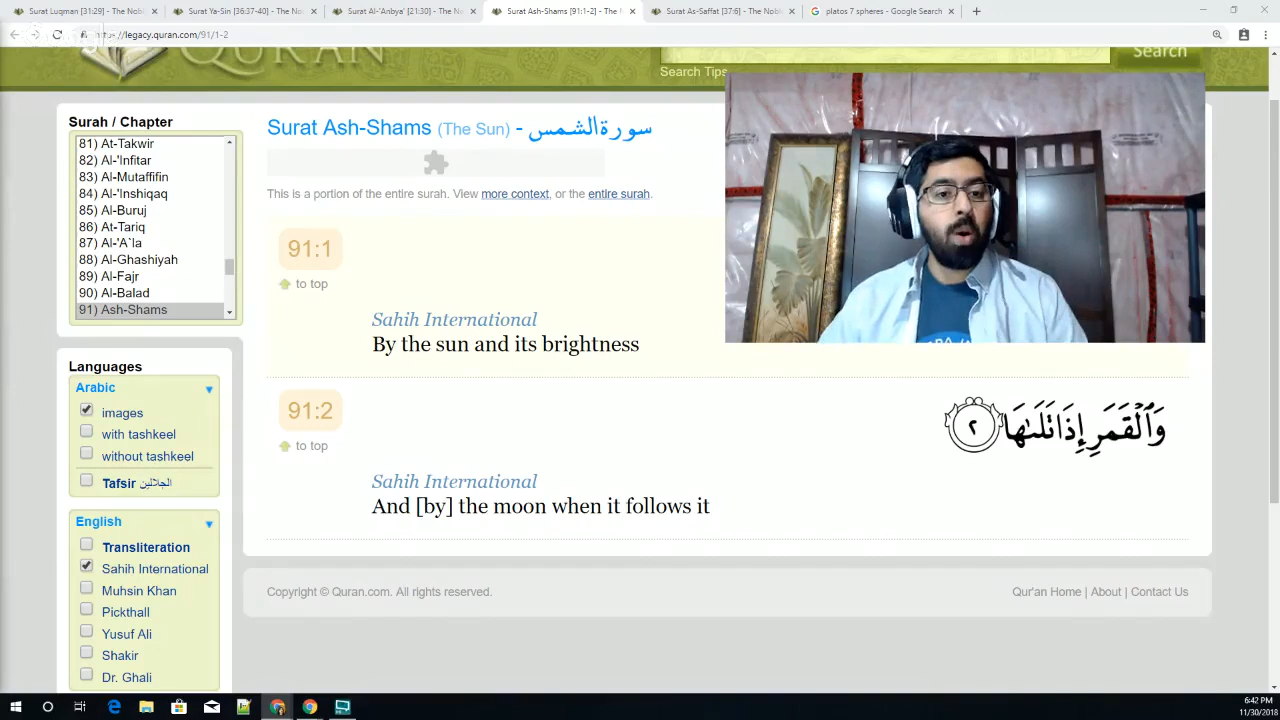 Surat Luqman [31:29] - The Nobl
Surat Ya-Sin [36:37-40] - The No
Surat Al-'Anbya' [21:30] - The N
Surat Ash-Shams [91:1-2] - The
Surat As-Saffat [37:6] - The Nobl
platos 7 spheres - Google Search
https://legacy.quran.com/91/1-2
QUR'AN
Search
Search Tips
Surah / Chapter
81) At-Takwir
82) Al-'Infitar
83) Al-Mutaffifin
84) Al-'Inshiqaq
85) Al-Buruj
86) At-Tariq
87) Al-'A`la
88) Al-Ghashiyah
89) Al-Fajr
90) Al-Balad
91) Ash-Shams
Surat Ash-Shams (The Sun) - سورة الشمس
This is a portion of the entire surah. View more context, or the entire surah.
91:1
to top
Sahih International
By the sun and its brightness
91:2
وَٱلْقَمَرِ إِذَا تَلَىٰهَا ٢
to top
Sahih International
And [by] the moon when it follows it
Languages
Arabic
images
with tashkeel
without tashkeel
Tafsir الجلالين
English
Transliteration
Sahih International
Muhsin Khan
Pickthall
Yusuf Ali
Shakir
Dr. Ghali
Copyright © Quran.com. All rights reserved.
Qur'an Home | About | Contact Us
6:42 PM
11/30/2018